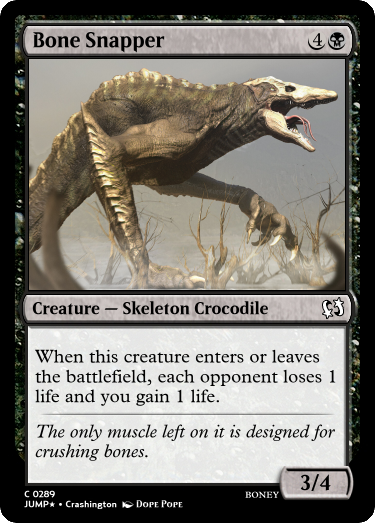 Bone Snapper 4
Creature — Skeleton Crocodile
When this creature enters or leaves
the battlefield, each opponent loses 1
life and you gain 1 life.
The only muscle left on it is designed for
crushing bones.
3/4
C 0289
BONEY
JUMP★ • Crashington DOPE POPE